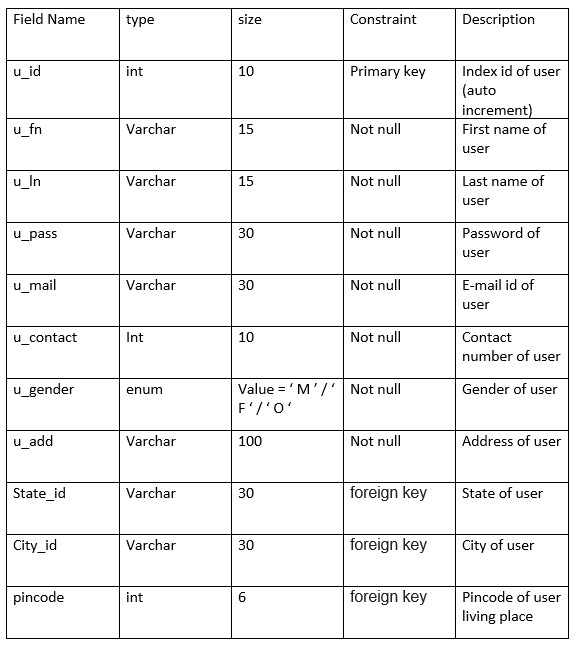 Field Name type size Constraint Description
u_id int 10 Primary key Index id of user
(auto
increment)
u_fn Varchar 15 Not null First name of
user
u_ln Varchar 15 Not null Last name of
user
u_pass Varchar 30 Not null Password of
user
u_mail Varchar 30 Not null E-mail id of
user
u_contact Int 10 Not null Contact
number of user
u_gender enum Value = ‘ M ’ / ‘ Not null Gender of user
F ‘ / ‘ O ‘
u_add Varchar 100 Not null Address of user
State_id Varchar 30 foreign key State of user
City_id Varchar 30 foreign key City of user
pincode int 6 foreign key Pincode of user
living place